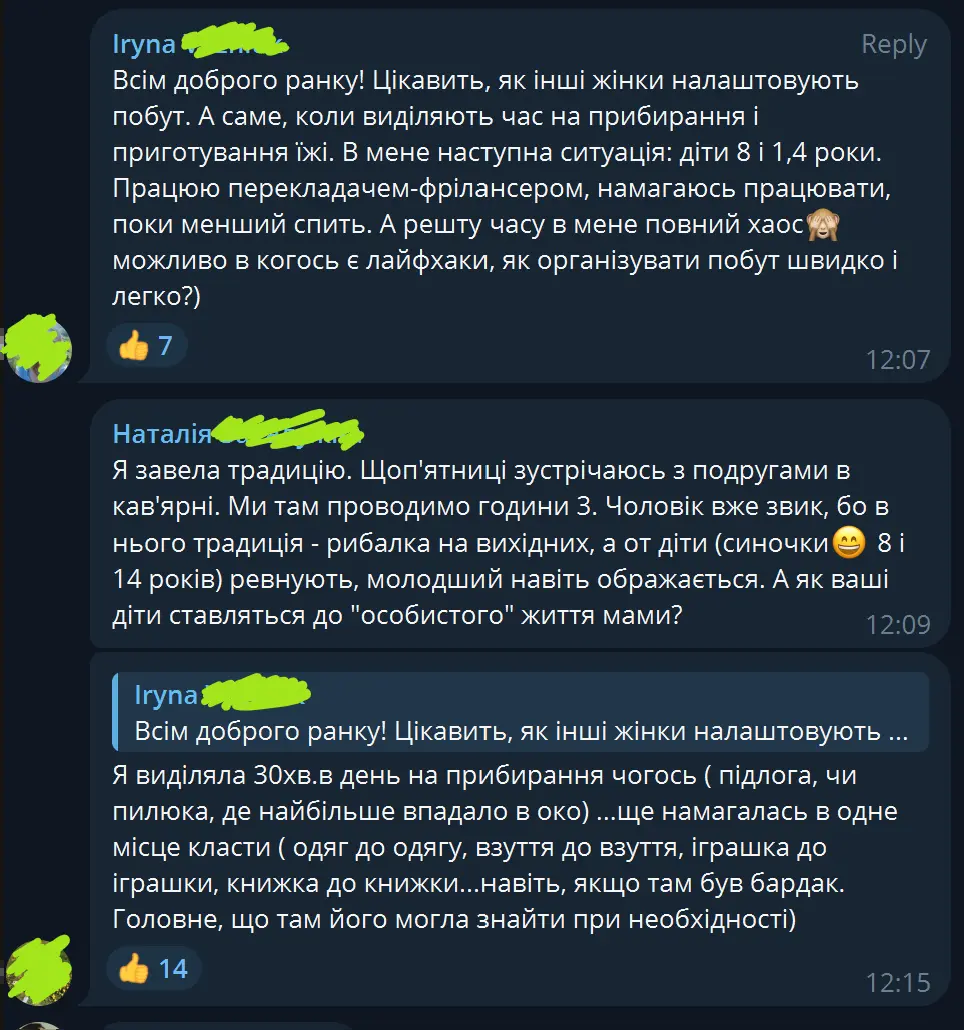 Iryna
Reply
Всім доброго ранку! Цікавить, як інші жінки налаштовують
побут. А саме, коли виділяють час на прибирання і
приготування їжі. В мене наступна ситуація: діти 8 і 1,4 роки.
Працюю перекладачем-фрілансером, намагаюсь працювати,
поки менший спить. А решту часу в мене повний хаос🙈
можливо в когось є лайфхаки, як організувати побут швидко і
легко?)
👍 7
12:07
Наталія
Я завела традицію. Щоп'ятниці зустрічаюсь з подругами в
кав'ярні. Ми там проводимо години 3. Чоловік вже звик, бо в
нього традиція - рибалка на вихідних, а от діти (синочки😄 8 і
14 років) ревнують, молодший навіть ображається. А як ваші
діти ставляться до "особистого" життя мами?
12:09
Iryna
Всім доброго ранку! Цікавить, як інші жінки налаштовують ...
Я виділяла 30хв.в день на прибирання чогось ( підлога, чи
пилюка, де найбільше впадало в око) ...ще намагалась в одне
місце класти ( одяг до одягу, взуття до взуття, іграшка до
іграшки, книжка до книжки...навіть, якщо там був бардак.
Головне, що там його могла знайти при необхідності)
👍 14
12:15